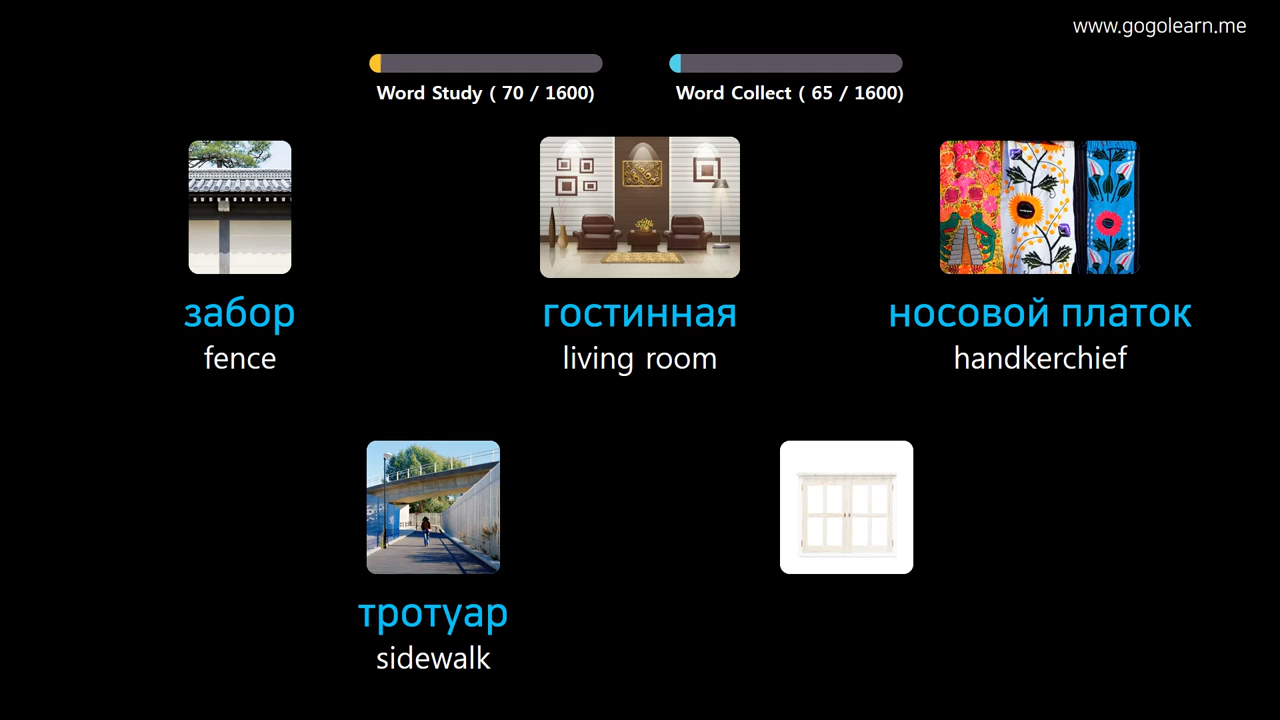 www.gogolearn.me
Word Study ( 70 / 1600)
Word Collect ( 65 / 1600)
забор
fence
гостинная
living room
носовой платок
handkerchief
тротуар
sidewalk